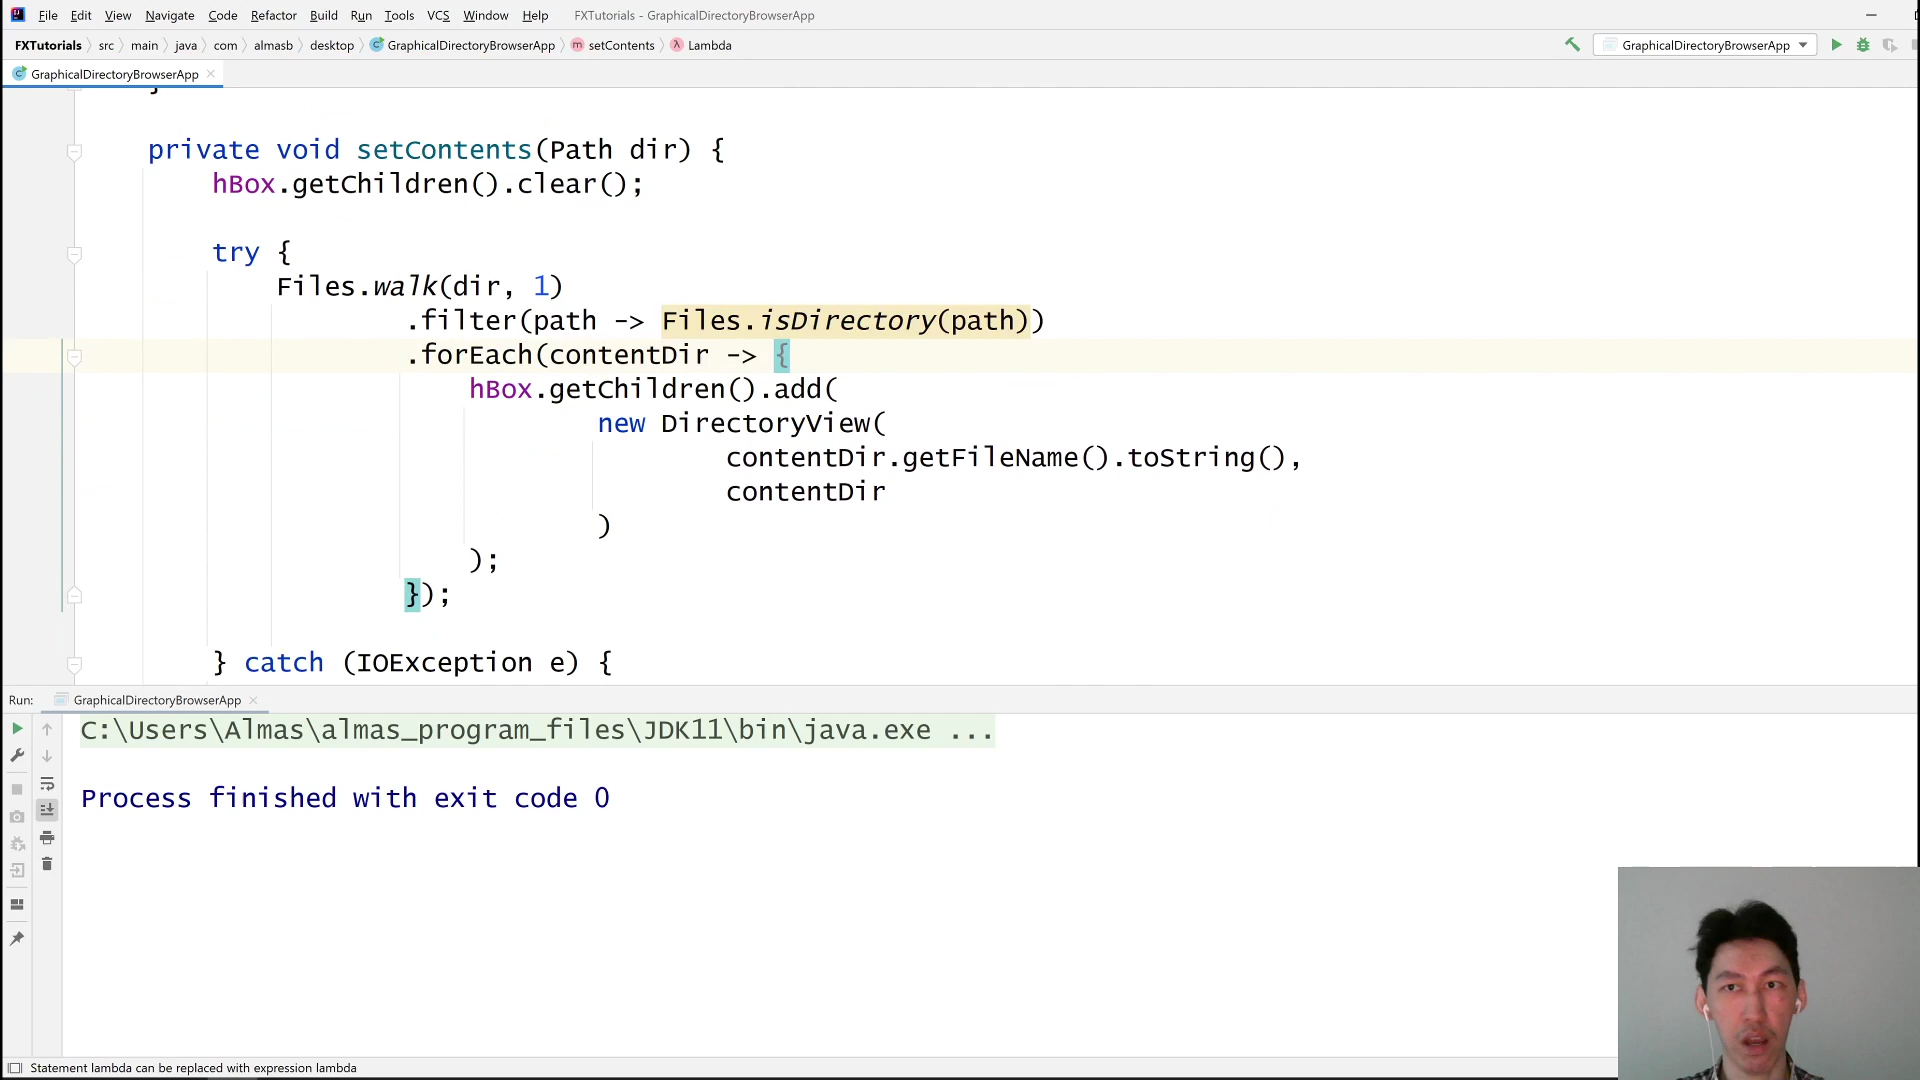 File Edit View Navigate Code Refactor Build Run Tools VCS Window Help FXTutorials - GraphicalDirectoryBrowserApp
FXTutorials src main java com almasb desktop GraphicalDirectoryBrowserApp setContents Lambda GraphicalDirectoryBrowserApp
GraphicalDirectoryBrowserApp
private void setContents(Path dir) {
hBox.getChildren().clear();
try {
Files.walk(dir, 1)
.filter(path -> Files.isDirectory(path))
.forEach(contentDir -> {
hBox.getChildren().add(
new DirectoryView(
contentDir.getFileName().toString(),
contentDir
)
);
});
} catch (IOException e) {
Run: GraphicalDirectoryBrowserApp
C:\Users\Almas\almas_program_files\JDK11\bin\java.exe ...
Process finished with exit code 0
Statement lambda can be replaced with expression lambda